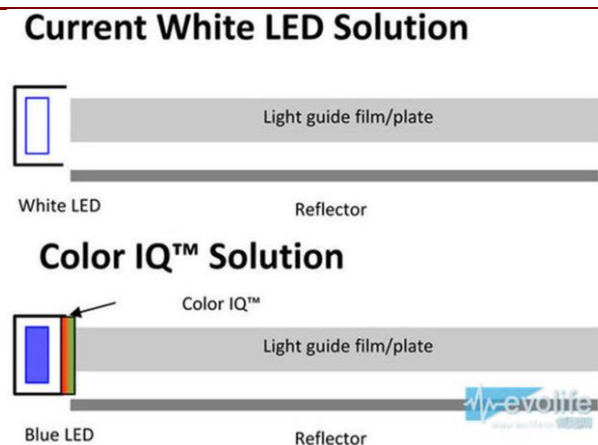 Current White LED Solution
Light guide film/plate
White LED
Reflector
Color IQ™ Solution
Color IQ™
Light guide film/plate
evolife
Blue LED
Reflector